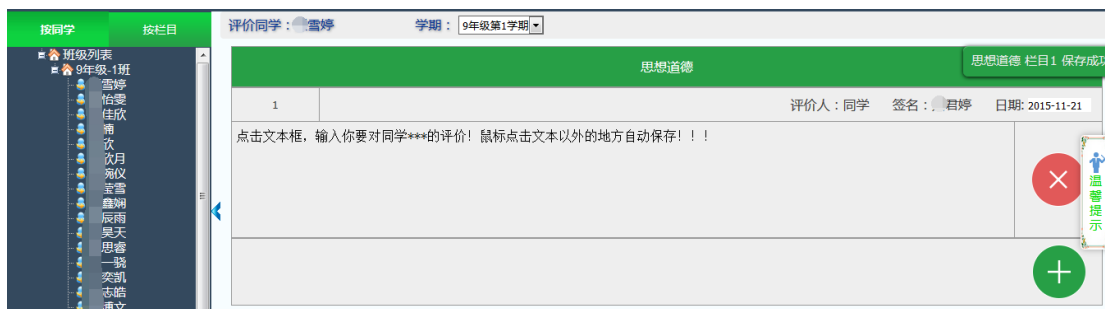 按同学 按栏目
评价同学： 雪婷 学期： 9年级第1学期
班级列表
9年级-1班
雪婷
怡雯
佳欣
楠
欣
欣月
婉仪
莹雪
鑫娴
辰雨
昊天
思睿
一骁
奕凯
志皓
博文
思想道德
思想道德 栏目1 保存成功
1 评价人：同学 签名： 君婷 日期: 2015-11-21
点击文本框，输入你要对同学***的评价！鼠标点击文本以外的地方自动保存！！！
温馨提示